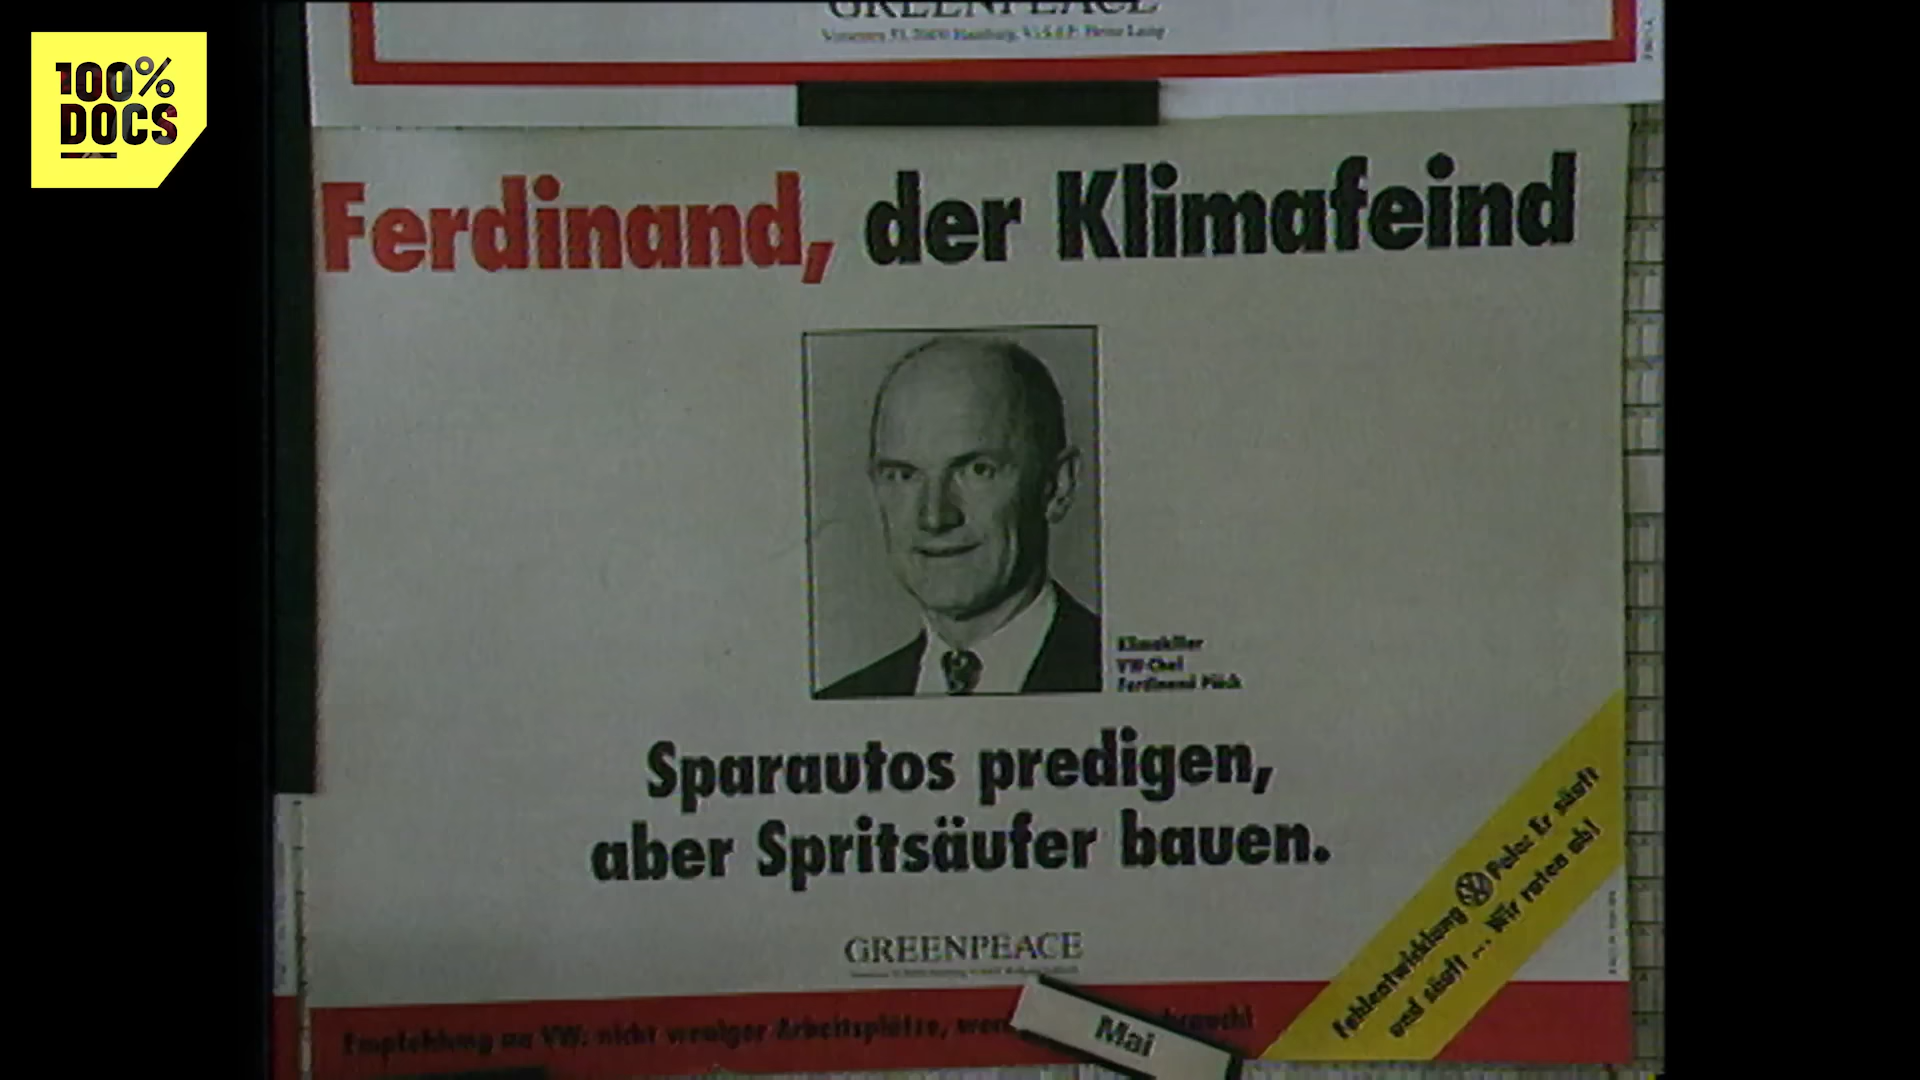 100%
DOCS
GREENPEACE
Ferdinand, der Klimafeind
Klimakiller
VW-Chef
Ferdinand Piëch
Sparautos predigen,
aber Spritsäufer bauen.
GREENPEACE
Fehlentwicklung VW Polo: Er säuft
und säuft ... Wir raten ab!
Empfehlung an VW: nicht weniger Arbeitsplätze,
Mai